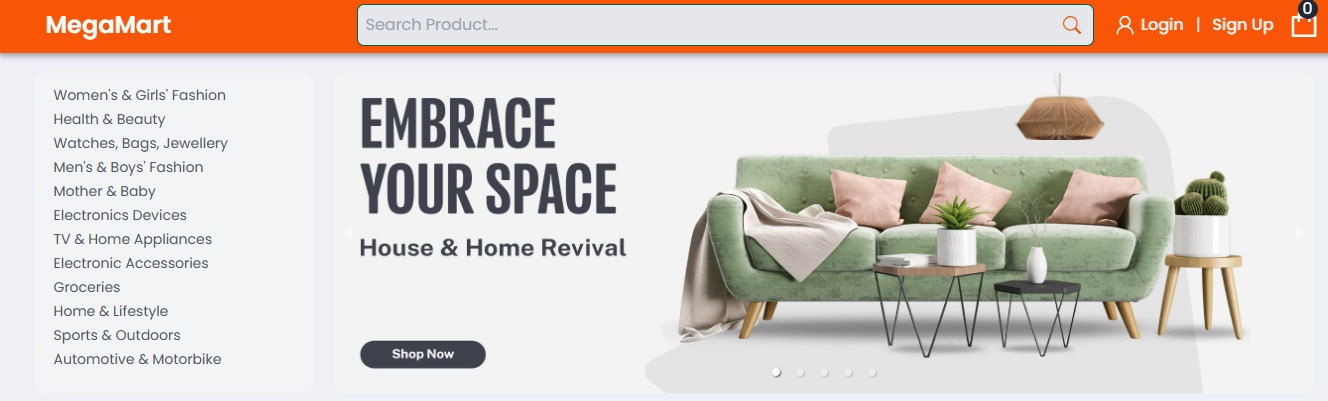 MegaMart
Search Product...
Login | Sign Up
0
Women's & Girls' Fashion
Health & Beauty
Watches, Bags, Jewellery
Men's & Boys' Fashion
Mother & Baby
Electronics Devices
TV & Home Appliances
Electronic Accessories
Groceries
Home & Lifestyle
Sports & Outdoors
Automotive & Motorbike
EMBRACE
YOUR SPACE
House & Home Revival
Shop Now